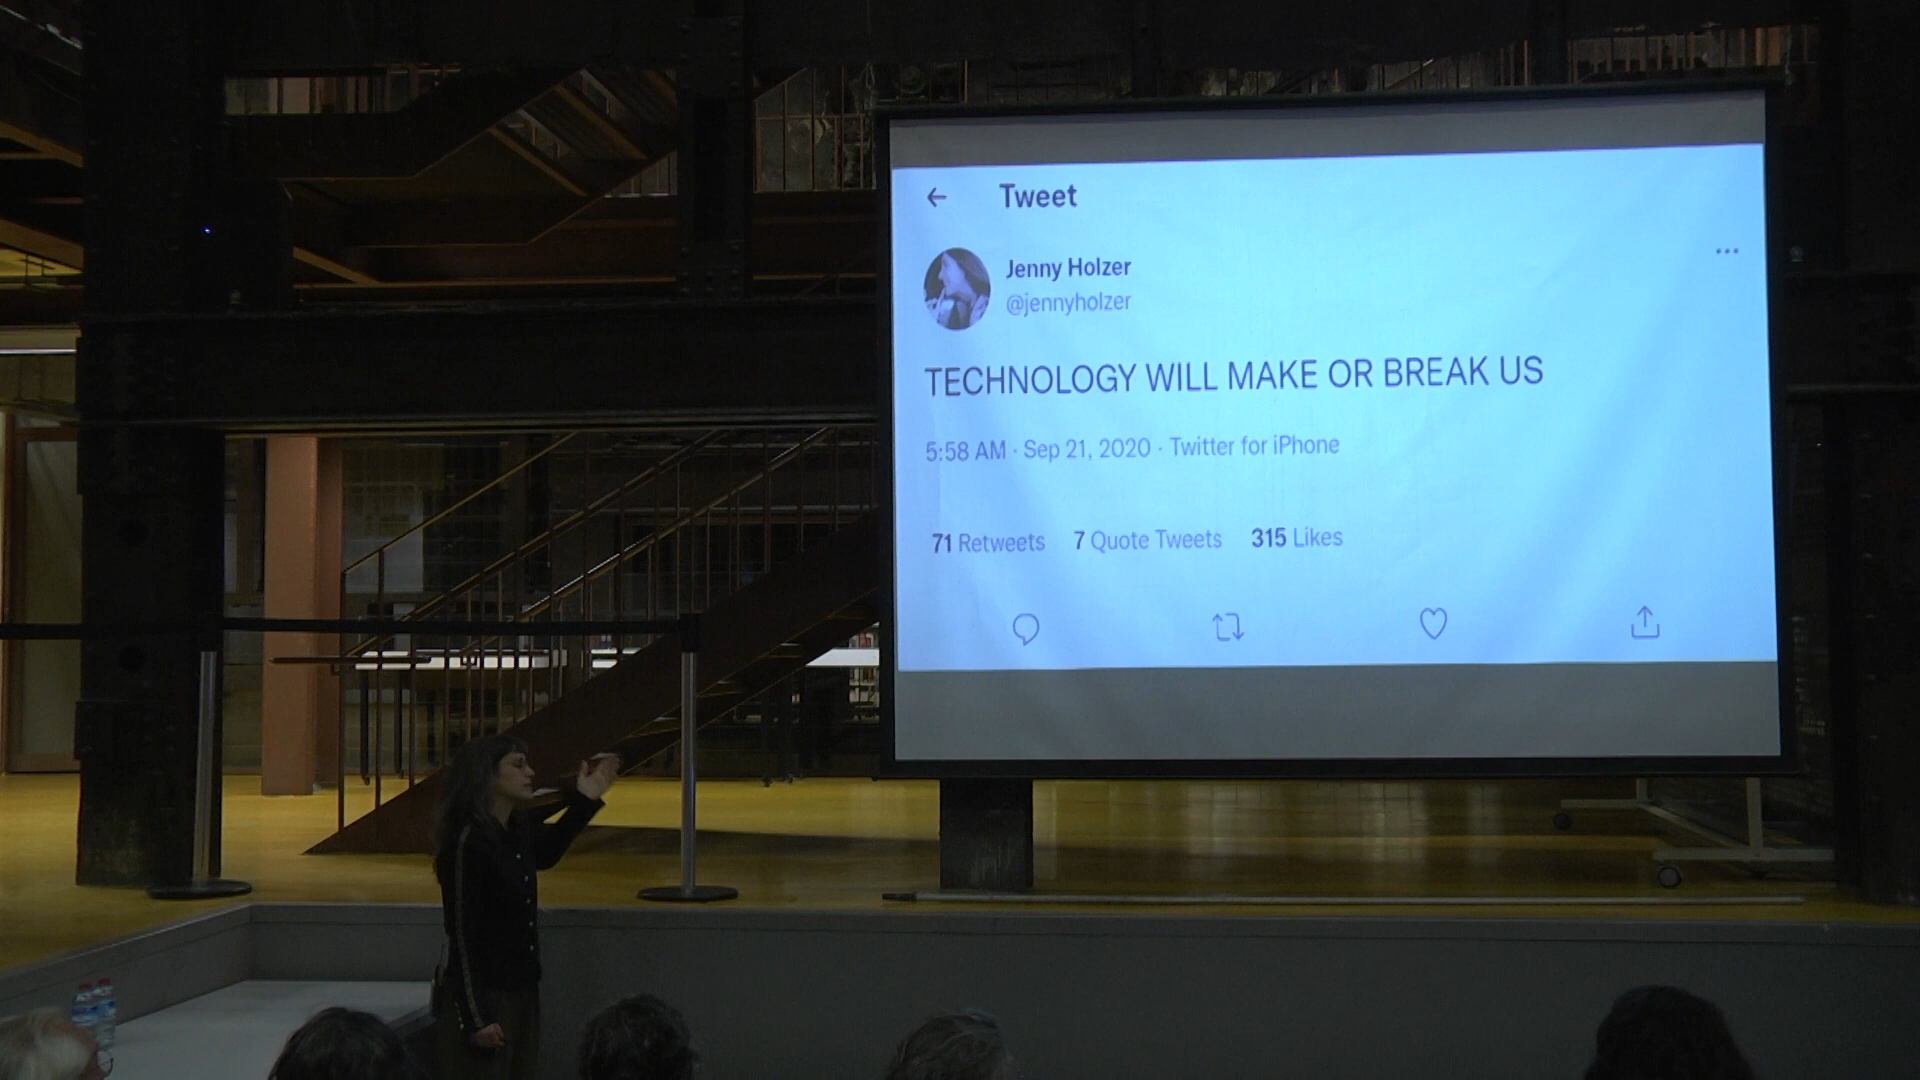 ← Tweet
Jenny Holzer
@jennyholzer
TECHNOLOGY WILL MAKE OR BREAK US
5:58 AM · Sep 21, 2020 · Twitter for iPhone
71 Retweets 7 Quote Tweets 315 Likes